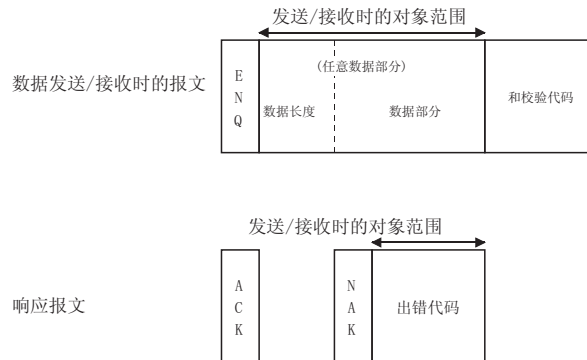 发送/接收时的对象范围
数据发送/接收时的报文
ENQ
(任意数据部分)
数据长度
数据部分
和校验代码
发送/接收时的对象范围
响应报文
ACK
NAK
出错代码